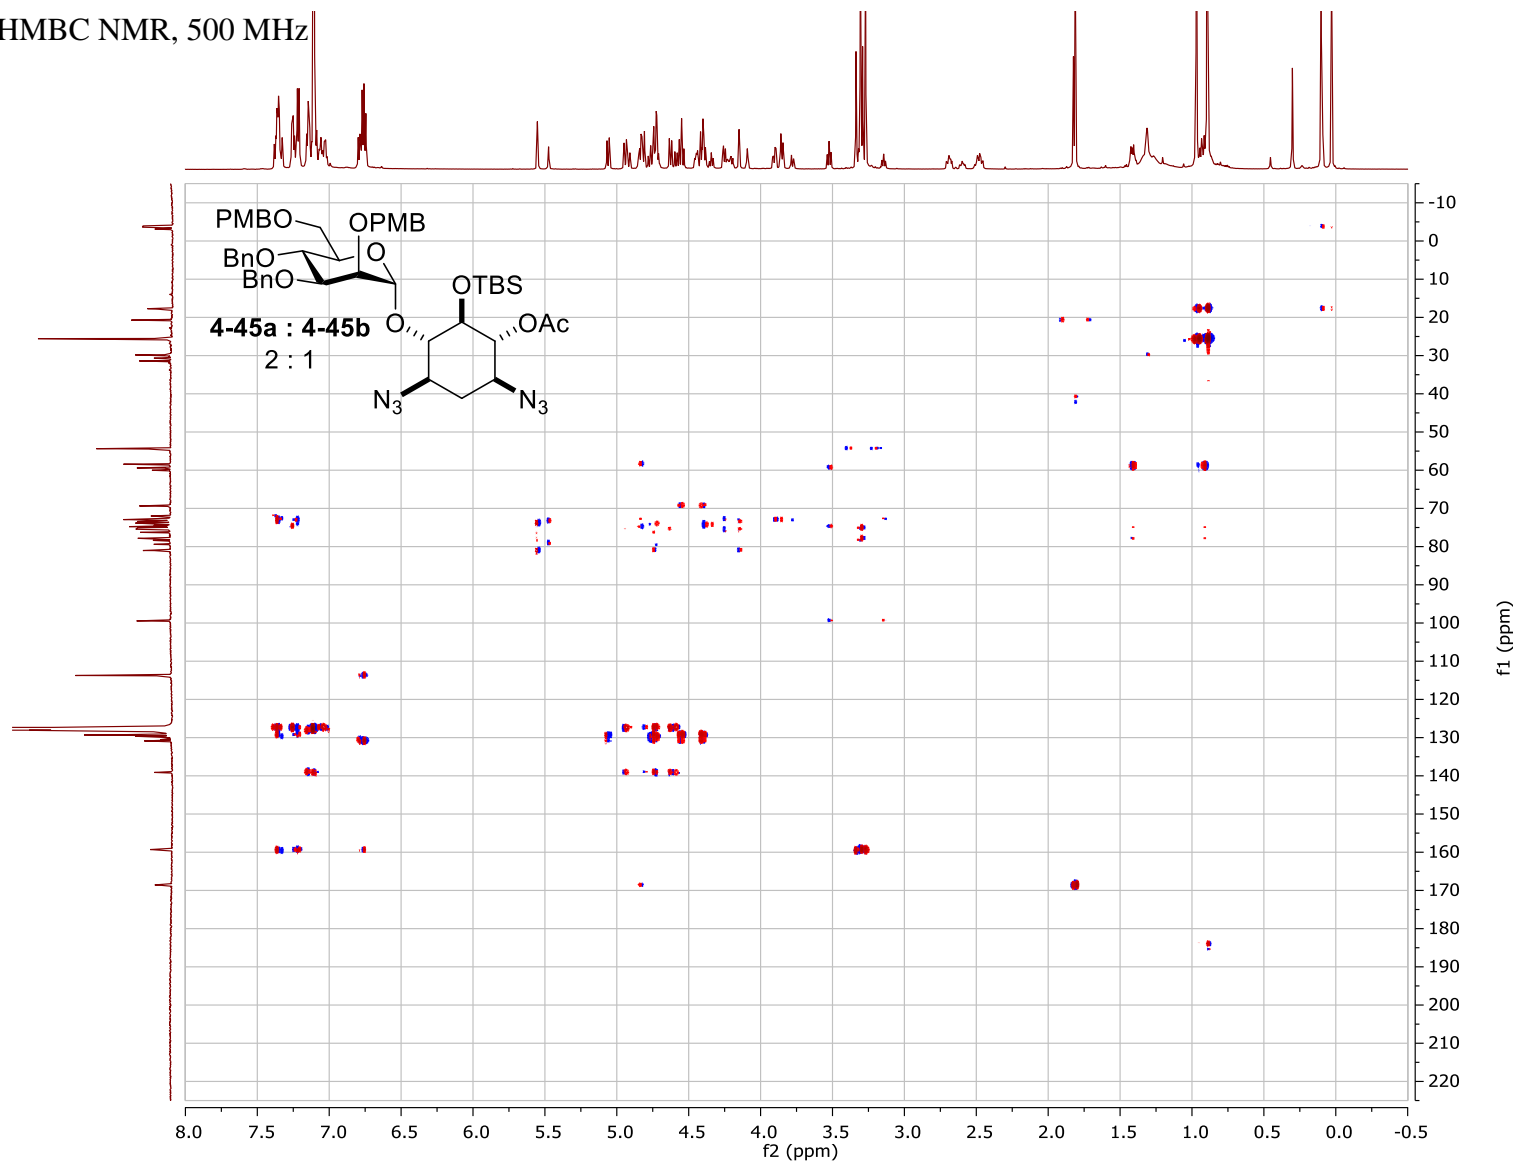 HMBC NMR, 500 MHz
PMBO
OPMB
O
BnO
BnO
OTBS
O
OAc
4-45a : 4-45b
2 : 1
N3
N3
-10
0
10
20
30
40
50
60
70
80
90
100
110
120
130
140
150
160
170
180
190
200
210
220
f1 (ppm)
8.0 7.5 7.0 6.5 6.0 5.5 5.0 4.5 4.0 3.5 3.0 2.5 2.0 1.5 1.0 0.5 0.0 -0.5
f2 (ppm)